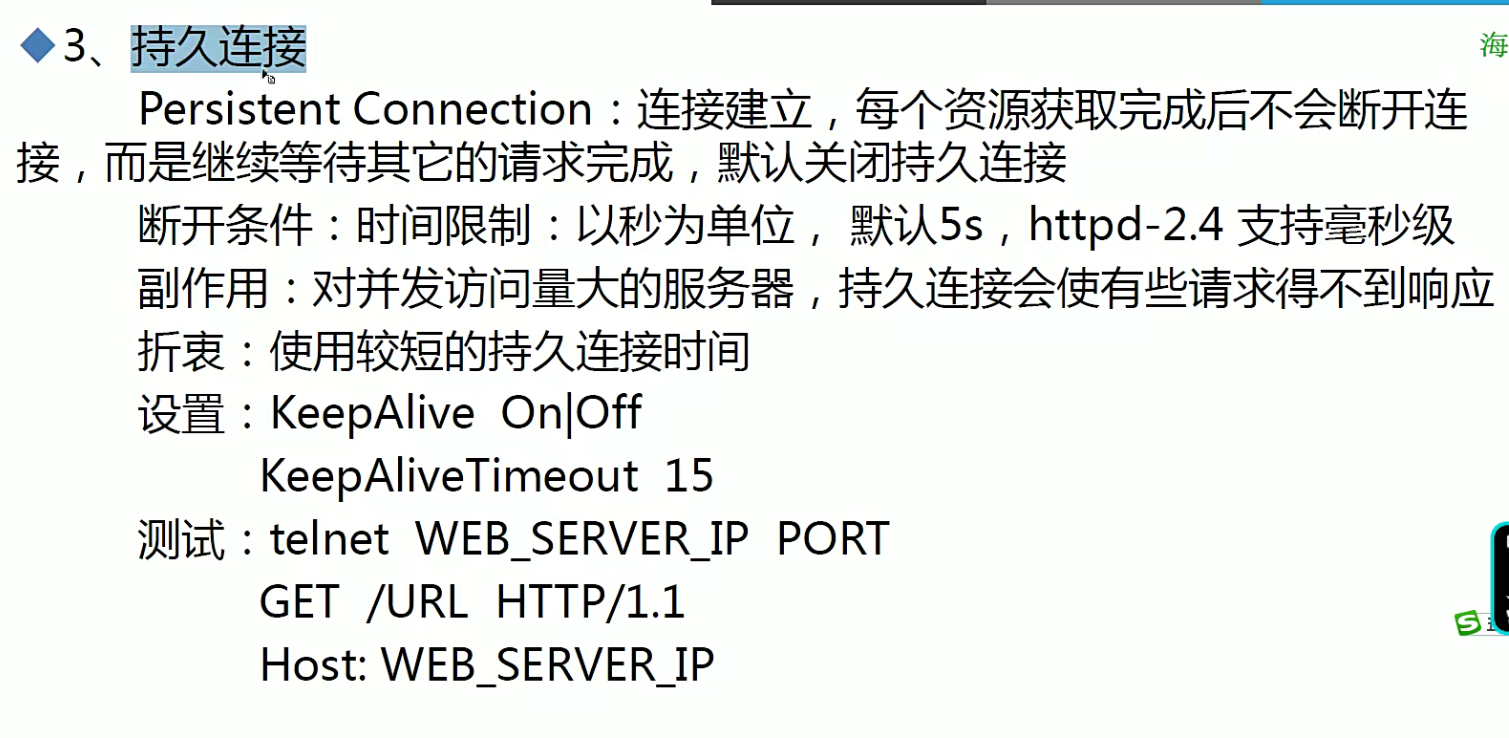 3、持久连接
海
Persistent Connection：连接建立，每个资源获取完成后不会断开连
接，而是继续等待其它的请求完成，默认关闭持久连接
断开条件：时间限制：以秒为单位， 默认5s，httpd-2.4 支持毫秒级
副作用：对并发访问量大的服务器，持久连接会使有些请求得不到响应
折衷：使用较短的持久连接时间
设置：KeepAlive On|Off
KeepAliveTimeout 15
测试：telnet WEB_SERVER_IP PORT
GET /URL HTTP/1.1
Host: WEB_SERVER_IP